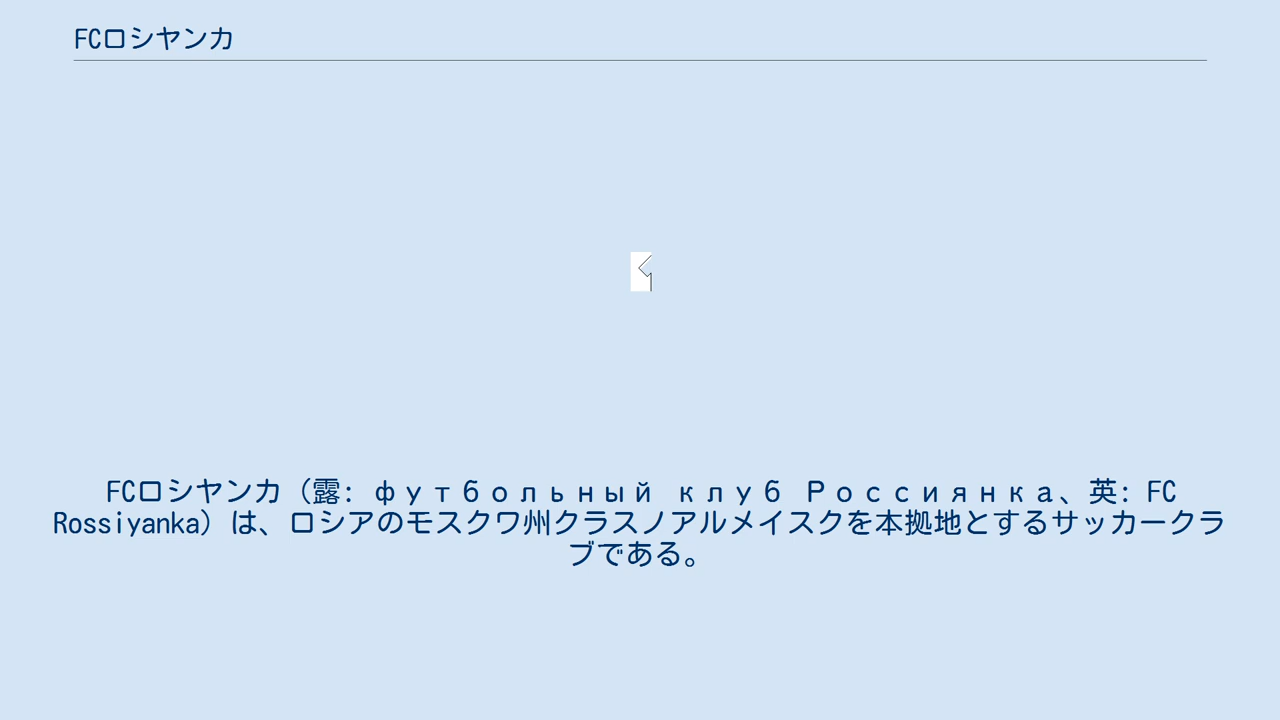 FCロシヤンカ
FCロシヤンカ（露: футбольный клуб Россиянка、英: FC
Rossiyanka）は、ロシアのモスクワ州クラスノアルメイスクを本拠地とするサッカークラ
ブである。